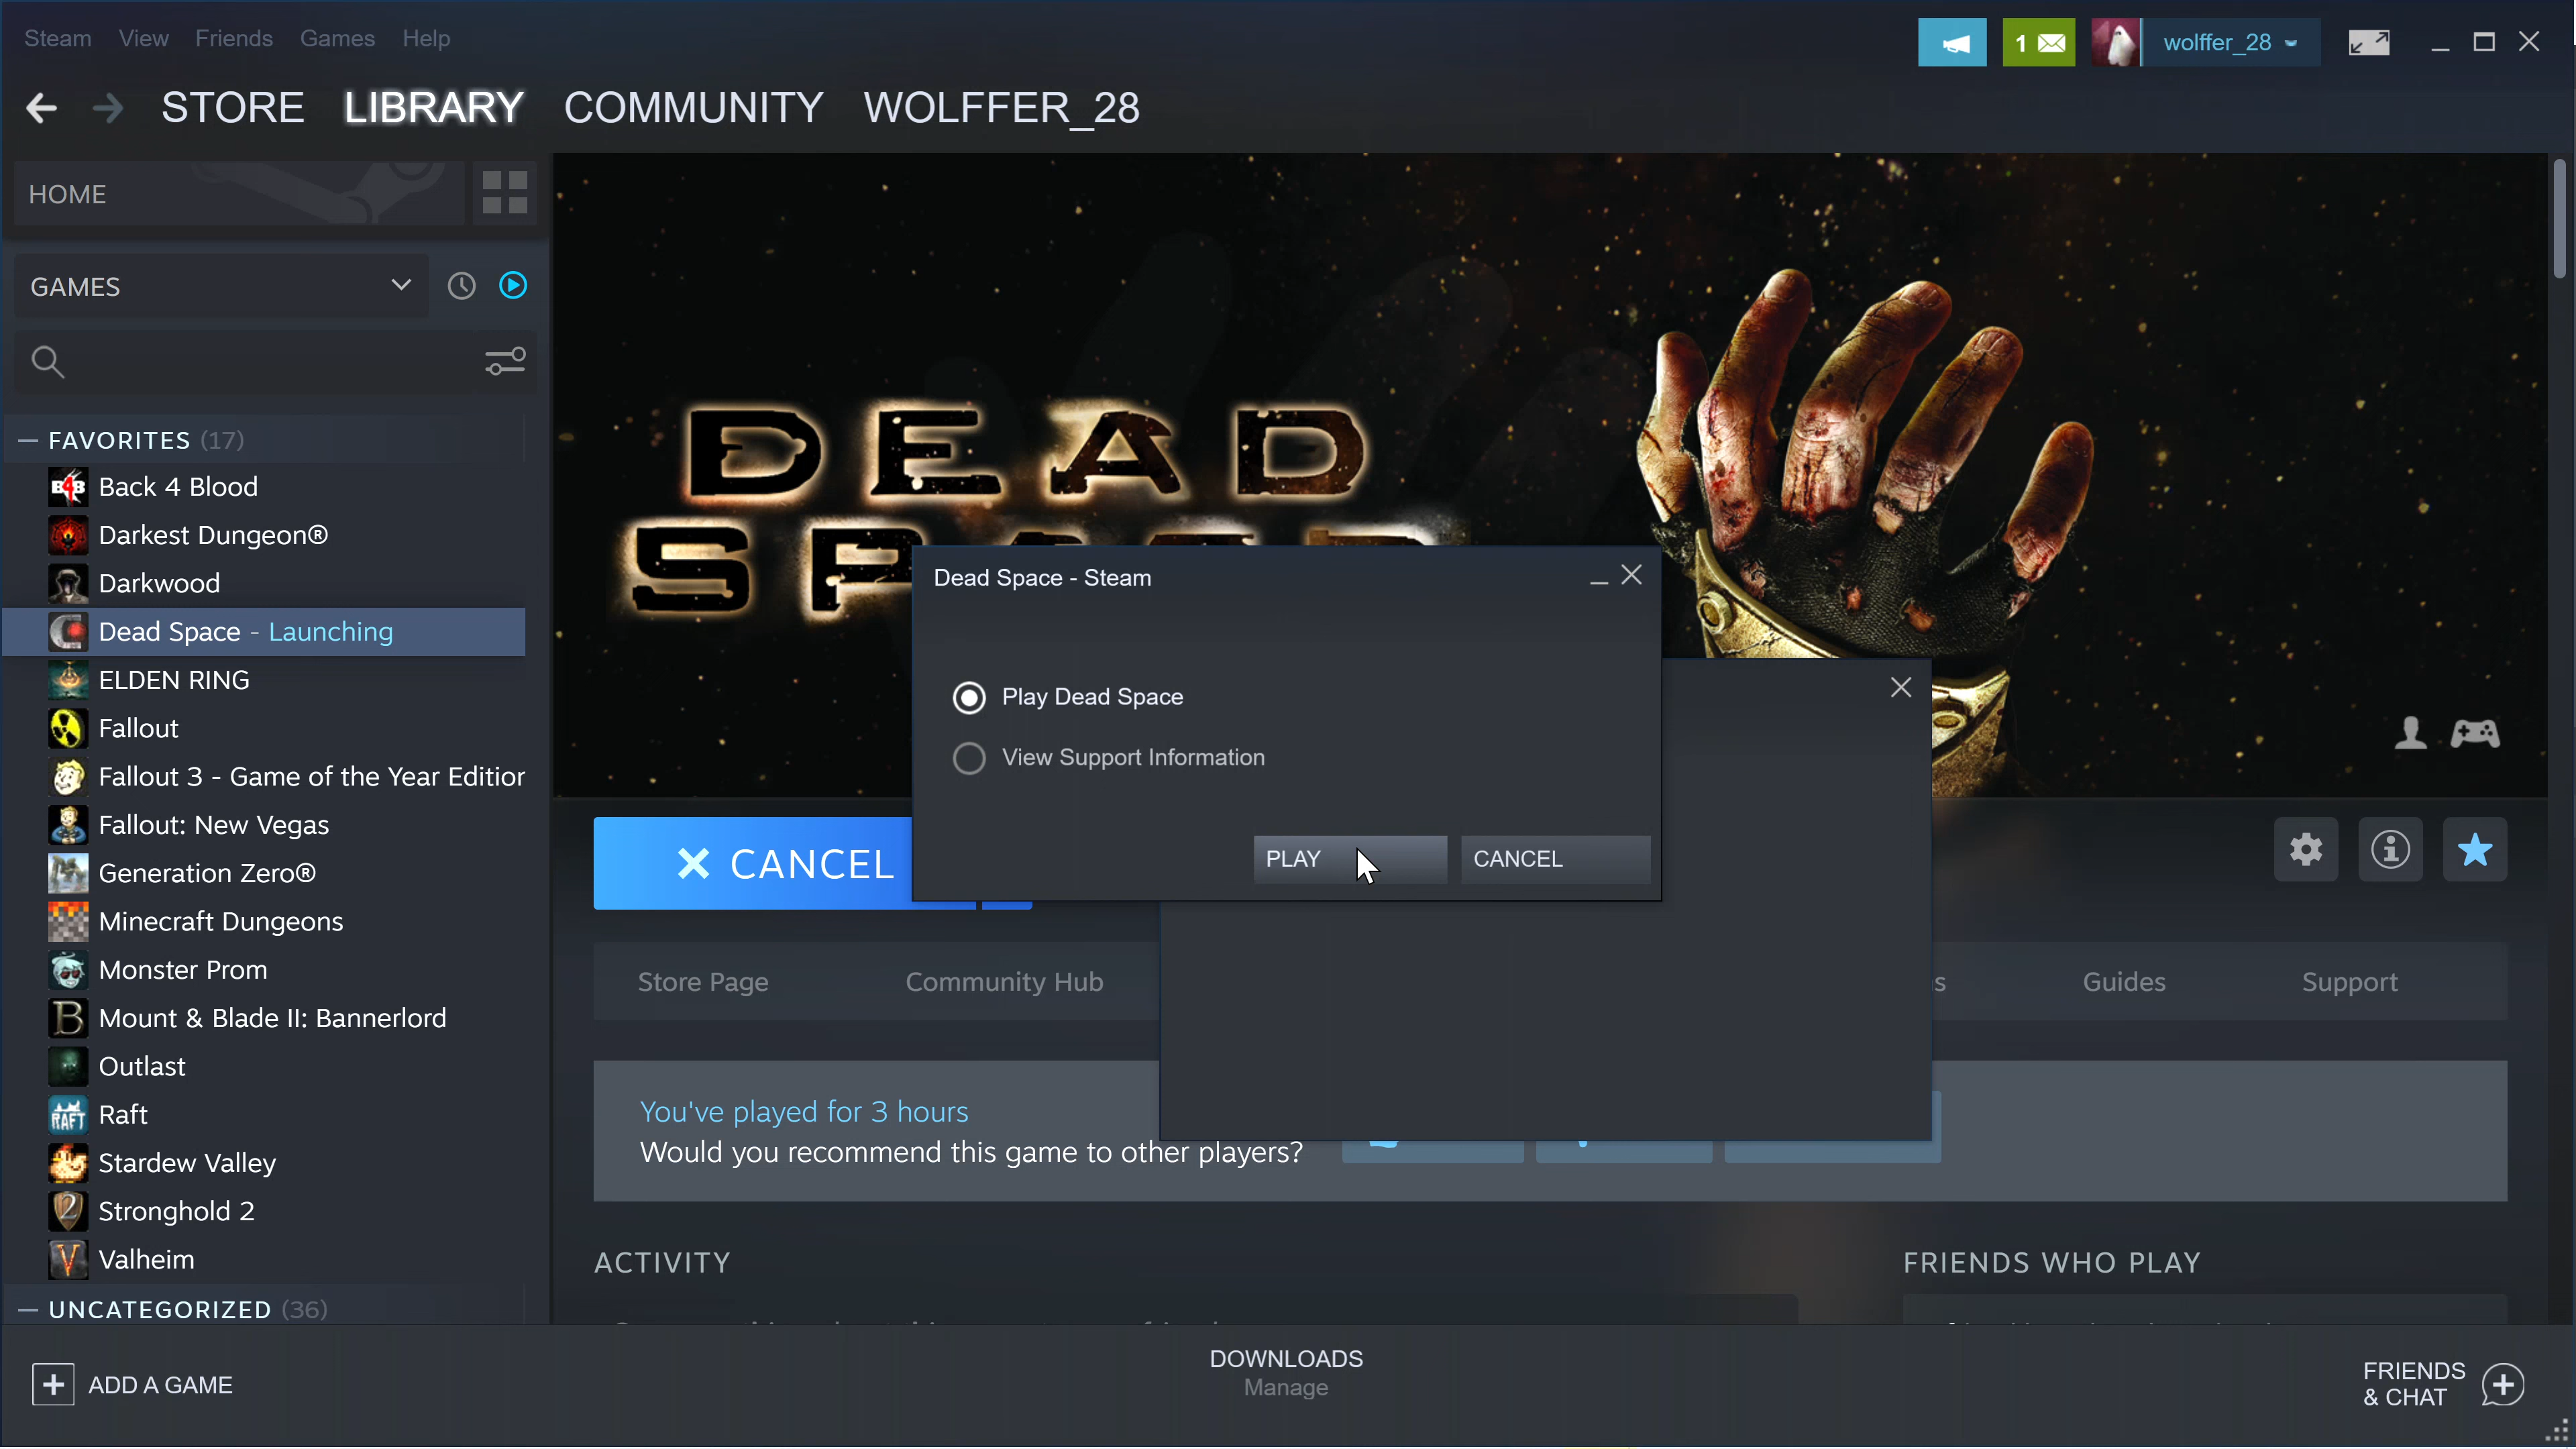 Steam View Friends Games Help
1
wolffer_28
STORE LIBRARY COMMUNITY WOLFFER_28
HOME
GAMES
FAVORITES (17)
Back 4 Blood
Darkest Dungeon®
Darkwood
Dead Space - Launching
ELDEN RING
Fallout
Fallout 3 - Game of the Year Edition
Fallout: New Vegas
Generation Zero®
Minecraft Dungeons
Monster Prom
Mount & Blade II: Bannerlord
Outlast
Raft
Stardew Valley
Stronghold 2
Valheim
UNCATEGORIZED (36)
DEAD
SP
Dead Space - Steam
Play Dead Space
View Support Information
PLAY CANCEL
CANCEL
Store Page Community Hub s Guides Support
You've played for 3 hours
Would you recommend this game to other players?
ACTIVITY
FRIENDS WHO PLAY
ADD A GAME
DOWNLOADS
Manage
FRIENDS
& CHAT